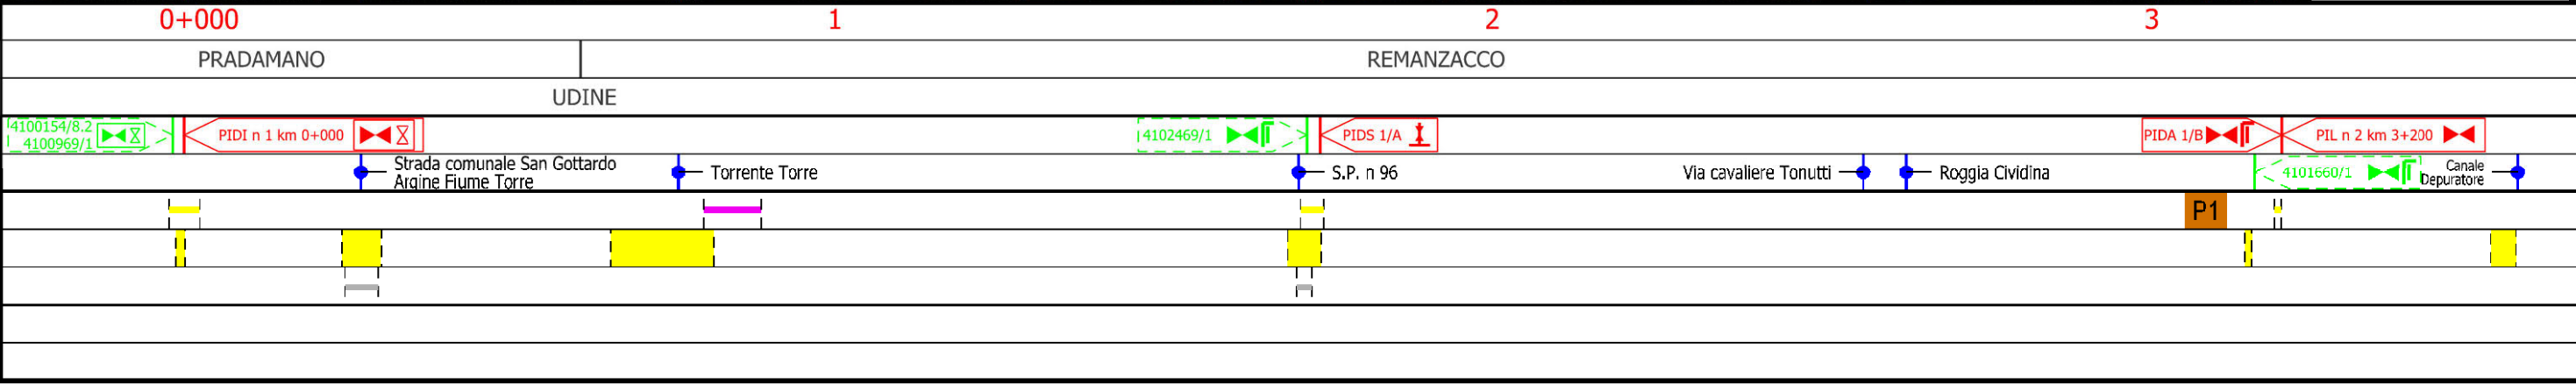 0+000 1 2 3
PRADAMANO REMANZACCO
UDINE
4100154/8.2
4100969/1
PIDI n 1 km 0+000
4102469/1
PIDS 1/A
PIDA 1/B
PIL n 2 km 3+200
Strada comunale San Gottardo
Argine Fiume Torre
Torrente Torre
S.P. n 96
Via cavaliere Tonutti
Roggia Cividina
4101660/1
Canale
Depuratore
P1